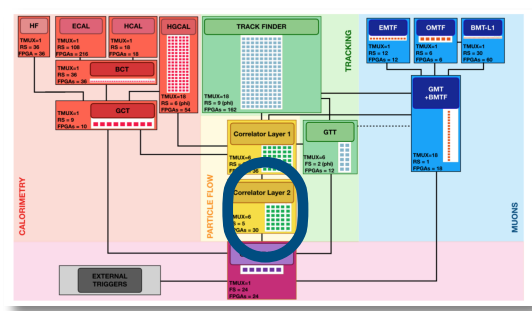 HF
TMUX=1
RS = 36
FPGA = 36
ECAL
TMUX=1
RS = 108
FPGAs = 216
HCAL
TMUX=1
RS = 18
FPGAs = 18
BCT
TMUX=1
RS = 36
FPGAs = 36
GCT
TMUX=1
RS = 9
FPGAs = 10
HGCAL
TMUX=18
RS = 6 (phi)
FPGAs = 54
TRACK FINDER
TMUX=18
RS = 9 (phi)
FPGAs = 162
TRACKING
EMTF
TMUX=1
RS = 12
FPGAs = 12
OMTF
TMUX=1
RS = 6
FPGAs = 6
BMT-L1
TMUX=1
RS = 30
FPGAs = 60
GMT
+BMTF
TMUX=18
RS = 1
FPGAs = 18
Correlator Layer 1
TMUX=6
GTT
TMUX=6
FS = 2 (phi)
FPGAs = 12
Correlator Layer 2
MUX=6
S = 5
FPGAs = 30
CALORIMETRY
PARTICLE FLOW
MUONS
EXTERNAL
TRIGGERS
TMUX=1
FS = 24
FPGAs = 24